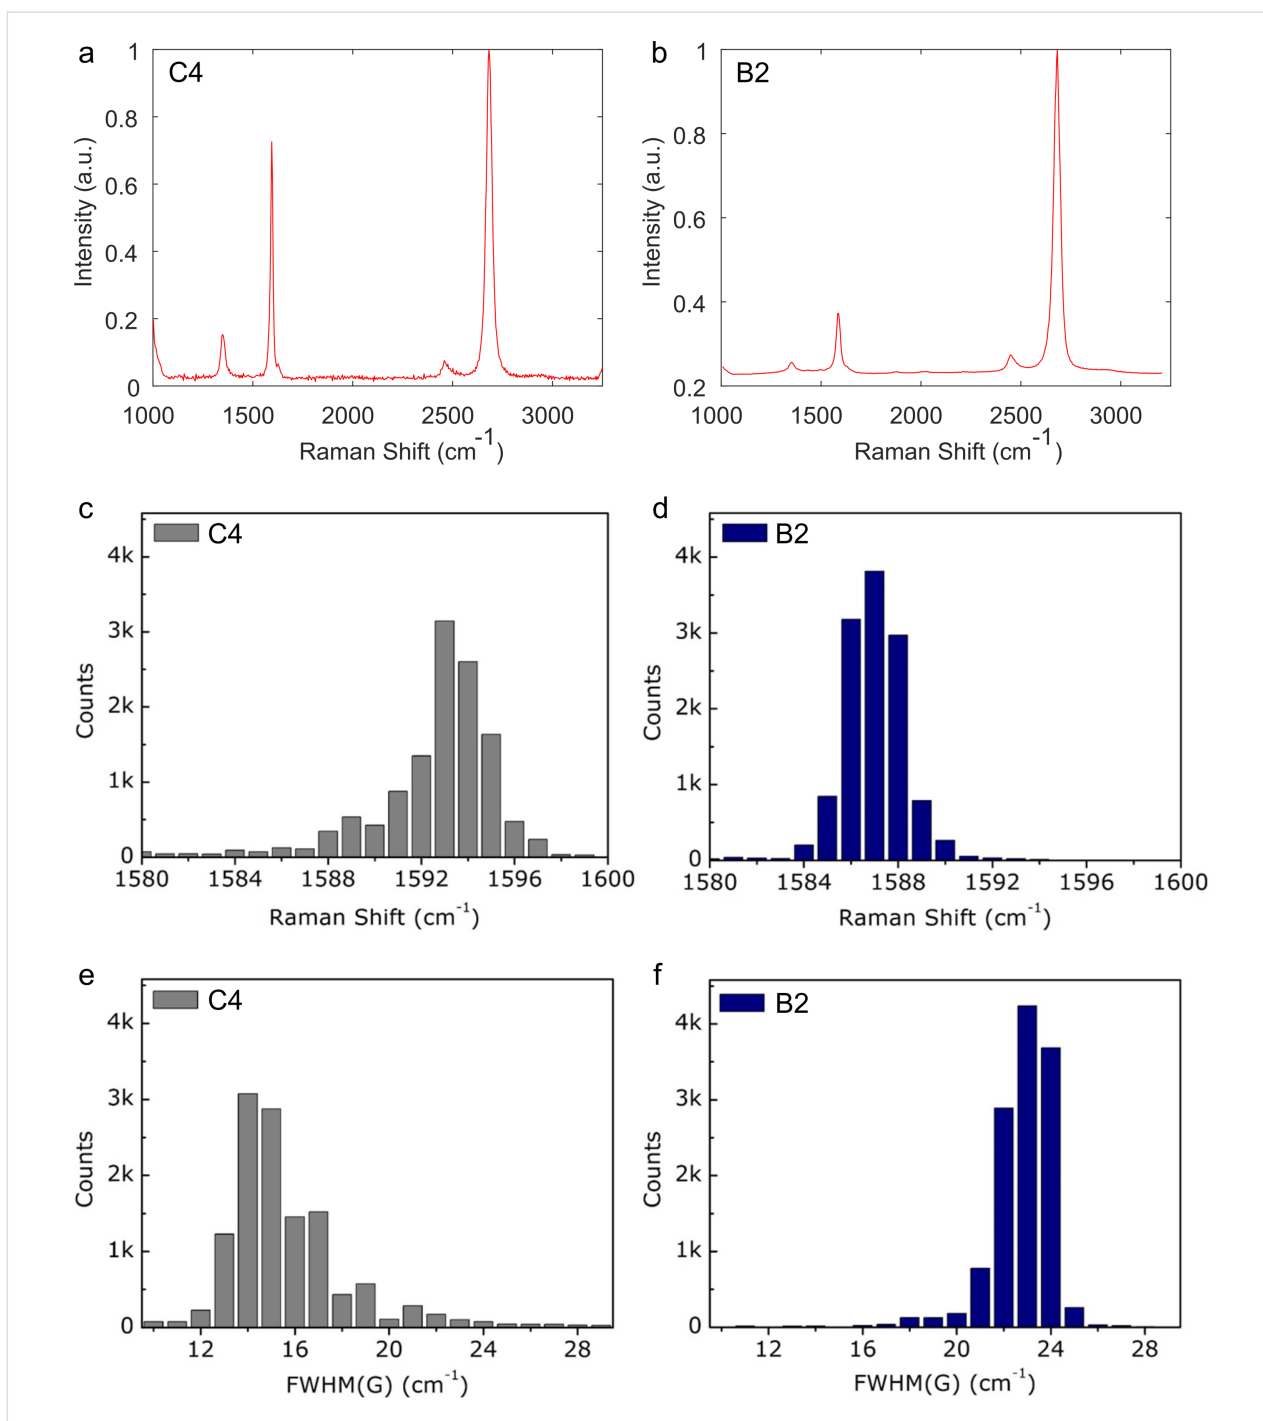 a
C4
1
0.8
0.6
0.4
0.2
0
Intensity (a.u.)
1000 1500 2000 2500 3000
Raman Shift (cm-1)
b
B2
1
0.8
0.6
0.4
0.2
Intensity (a.u.)
1000 1500 2000 2500 3000
Raman Shift (cm-1)
c
C4
4k
3k
2k
1k
0
Counts
1580 1584 1588 1592 1596 1600
Raman Shift (cm-1)
d
B2
4k
3k
2k
1k
0
Counts
1580 1584 1588 1592 1596 1600
Raman Shift (cm-1)
e
C4
4k
3k
2k
1k
0
Counts
12 16 20 24 28
FWHM(G) (cm-1)
f
B2
4k
3k
2k
1k
0
Counts
12 16 20 24 28
FWHM(G) (cm-1)